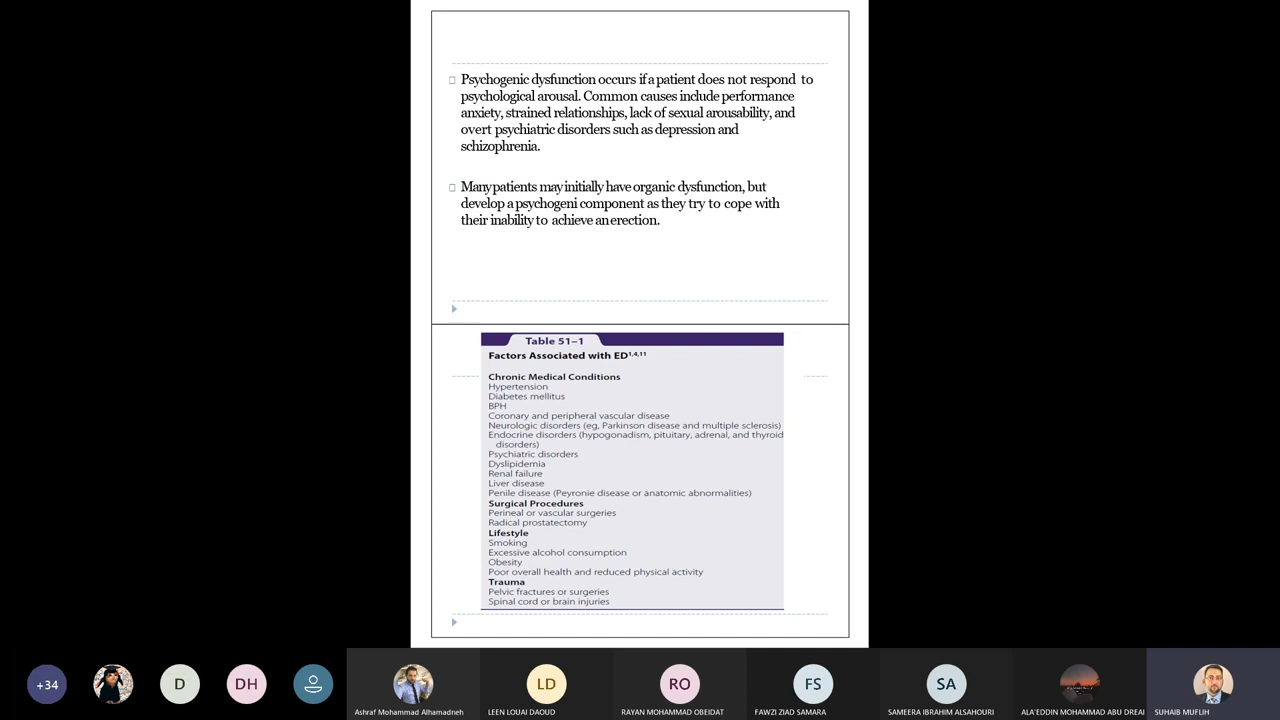 Psychogenic dysfunction occurs if a patient does not respond to
psychological arousal. Common causes include performance
anxiety, strained relationships, lack of sexual arousability, and
overt psychiatric disorders such as depression and
schizophrenia.
Many patients may initially have organic dysfunction, but
develop a psychogeni component as they try to cope with
their inability to achieve an erection.
Table 51–1
Factors Associated with ED1,4,11
Chronic Medical Conditions
Hypertension
Diabetes mellitus
BPH
Coronary and peripheral vascular disease
Neurologic disorders (eg, Parkinson disease and multiple sclerosis)
Endocrine disorders (hypogonadism, pituitary, adrenal, and thyroid
disorders)
Psychiatric disorders
Dyslipidemia
Renal failure
Liver disease
Penile disease (Peyronie disease or anatomic abnormalities)
Surgical Procedures
Perineal or vascular surgeries
Radical prostatectomy
Lifestyle
Smoking
Excessive alcohol consumption
Obesity
Poor overall health and reduced physical activity
Trauma
Pelvic fractures or surgeries
Spinal cord or brain injuries
+34
D
DH
LD
RO
FS
SA
Ashraf Mohammad Alhamadneh
LEEN LOUAI DAOUD
RAYAN MOHAMMAD OBEIDAT
FAWZI ZIAD SAMARA
SAMEERA IBRAHIM ALSAHOURI
ALA'EDDIN MOHAMMAD ABU DREAI
SUHAIB MUFLIH